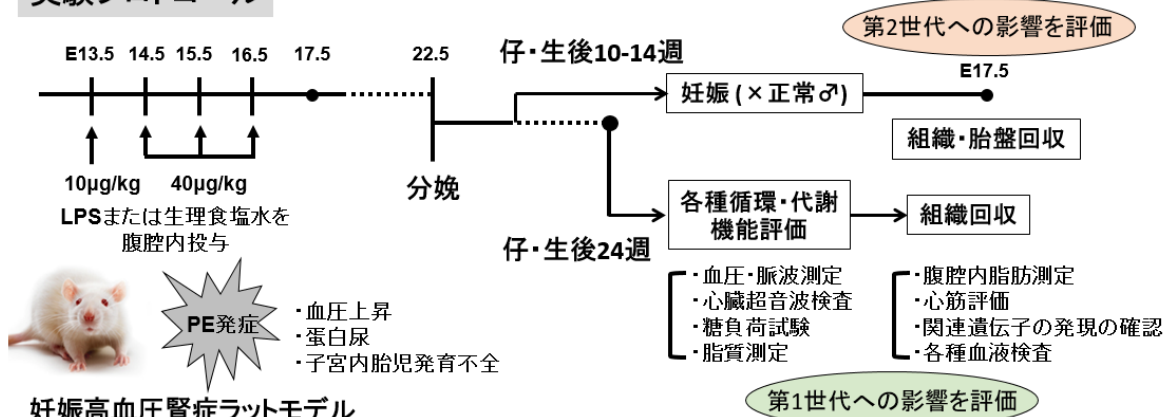 実験プロトコール
第2世代への影響を評価
E13.5 14.5 15.5 16.5 17.5 22.5
仔・生後10-14週
妊娠 (×正常♂)
E17.5
組織・胎盤回収
10μg/kg 40μg/kg
分娩
LPSまたは生理食塩水を
腹腔内投与
仔・生後24週
各種循環・代謝
機能評価
組織回収
・血圧・脈波測定
・心臓超音波検査
・糖負荷試験
・脂質測定
・腹腔内脂肪測定
・心筋評価
・関連遺伝子の発現の確認
・各種血液検査
PE発症
・血圧上昇
・蛋白尿
・子宮内胎児発育不全
第1世代への影響を評価
妊娠高血圧腎症ラットモデル